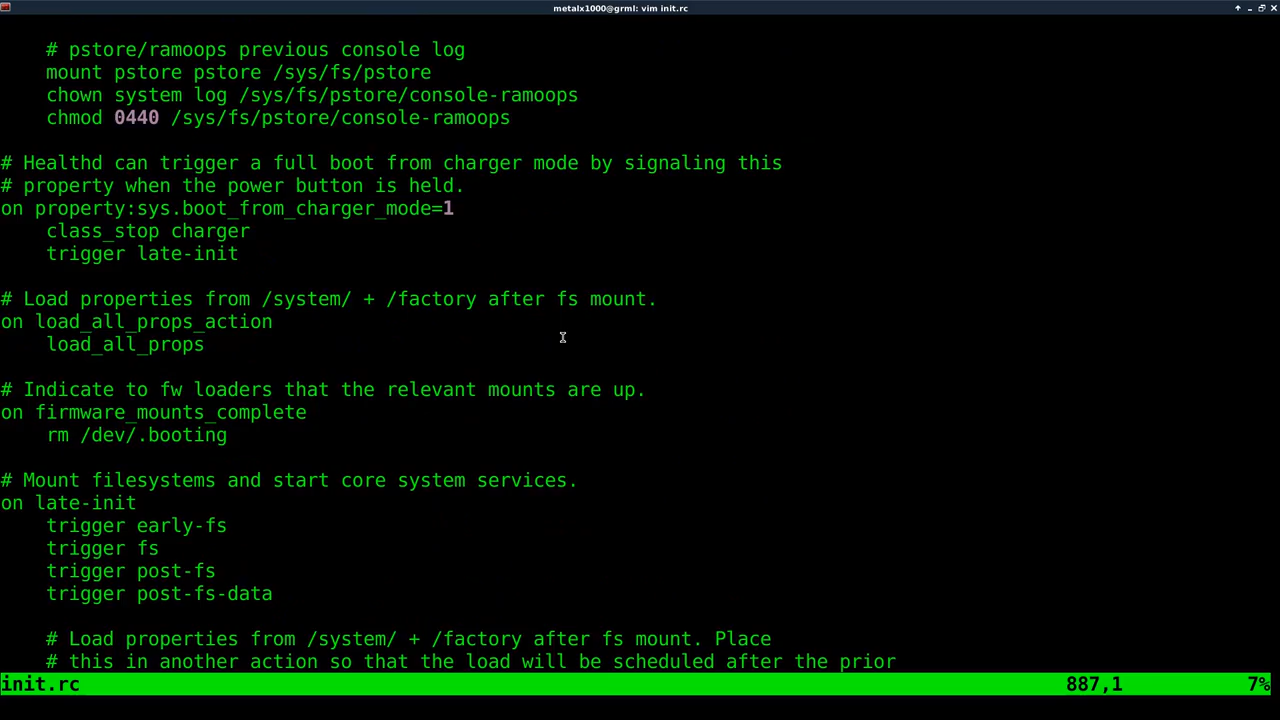 metalx1000@grml: vim init.rc
# pstore/ramoops previous console log
mount pstore pstore /sys/fs/pstore
chown system log /sys/fs/pstore/console-ramoops
chmod 0440 /sys/fs/pstore/console-ramoops
# Healthd can trigger a full boot from charger mode by signaling this
# property when the power button is held.
on property:sys.boot_from_charger_mode=1
class_stop charger
trigger late-init
# Load properties from /system/ + /factory after fs mount.
on load_all_props_action
load_all_props
# Indicate to fw loaders that the relevant mounts are up.
on firmware_mounts_complete
rm /dev/.booting
# Mount filesystems and start core system services.
on late-init
trigger early-fs
trigger fs
trigger post-fs
trigger post-fs-data
# Load properties from /system/ + /factory after fs mount. Place
# this in another action so that the load will be scheduled after the prior
init.rc 887,1 7%